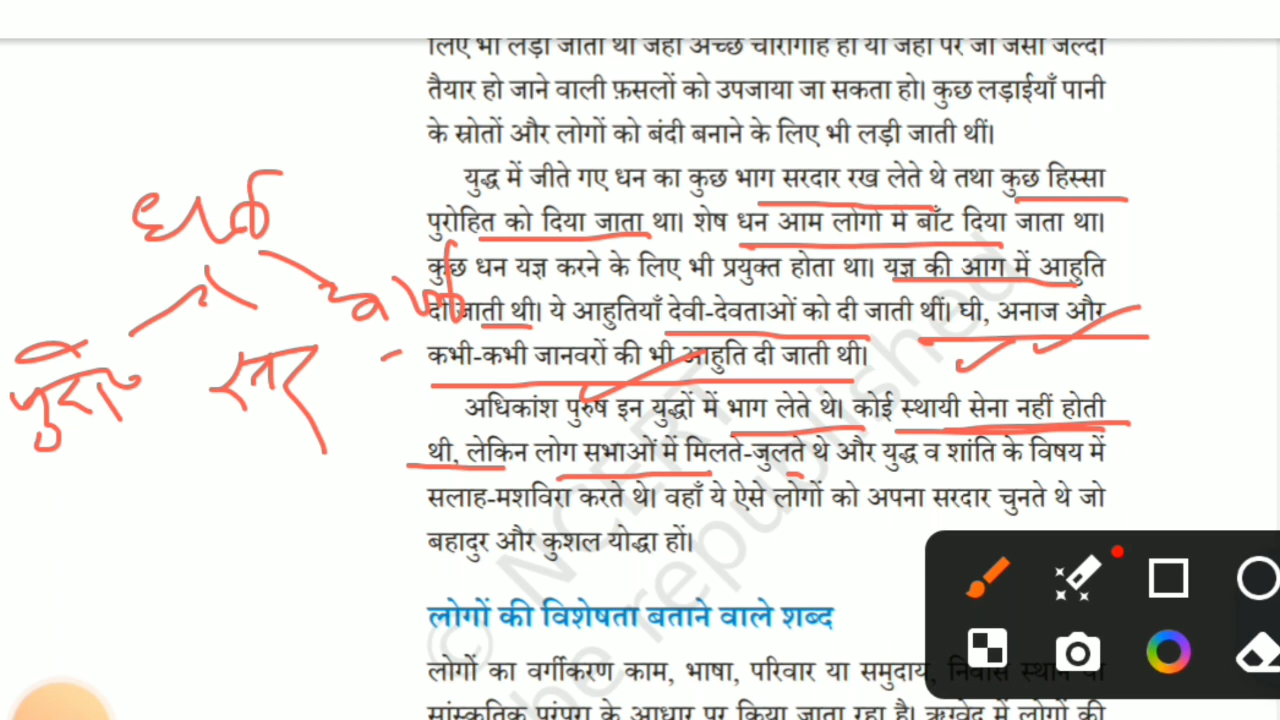 लिए भी लड़ी जाती थी जहाँ अच्छे चारागाह हों या जहाँ पर जौ जैसी जल्दी
तैयार हो जाने वाली फ़सलों को उपजाया जा सकता हो। कुछ लड़ाईयाँ पानी
के स्रोतों और लोगों को बंदी बनाने के लिए भी लड़ी जाती थीं।
युद्ध में जीते गए धन का कुछ भाग सरदार रख लेते थे तथा कुछ हिस्सा
पुरोहित को दिया जाता था। शेष धन आम लोगों में बाँट दिया जाता था।
कुछ धन यज्ञ करने के लिए भी प्रयुक्त होता था। यज्ञ की आग में आहुति
दी जाती थी। ये आहुतियाँ देवी-देवताओं को दी जाती थीं। घी, अनाज और
कभी-कभी जानवरों की भी आहुति दी जाती थी।
अधिकांश पुरुष इन युद्धों में भाग लेते थे। कोई स्थायी सेना नहीं होती
थी, लेकिन लोग सभाओं में मिलते-जुलते थे और युद्ध व शांति के विषय में
सलाह-मशविरा करते थे। वहाँ ये ऐसे लोगों को अपना सरदार चुनते थे जो
बहादुर और कुशल योद्धा हों।
लोगों की विशेषता बताने वाले शब्द
लोगों का वर्गीकरण काम, भाषा, परिवार या समुदाय, निवास स्थान या
सांस्कृतिक परंपरा के आधार पर किया जाता रहा है। ऋग्वेद में लोगों की
© NCERT
be republished